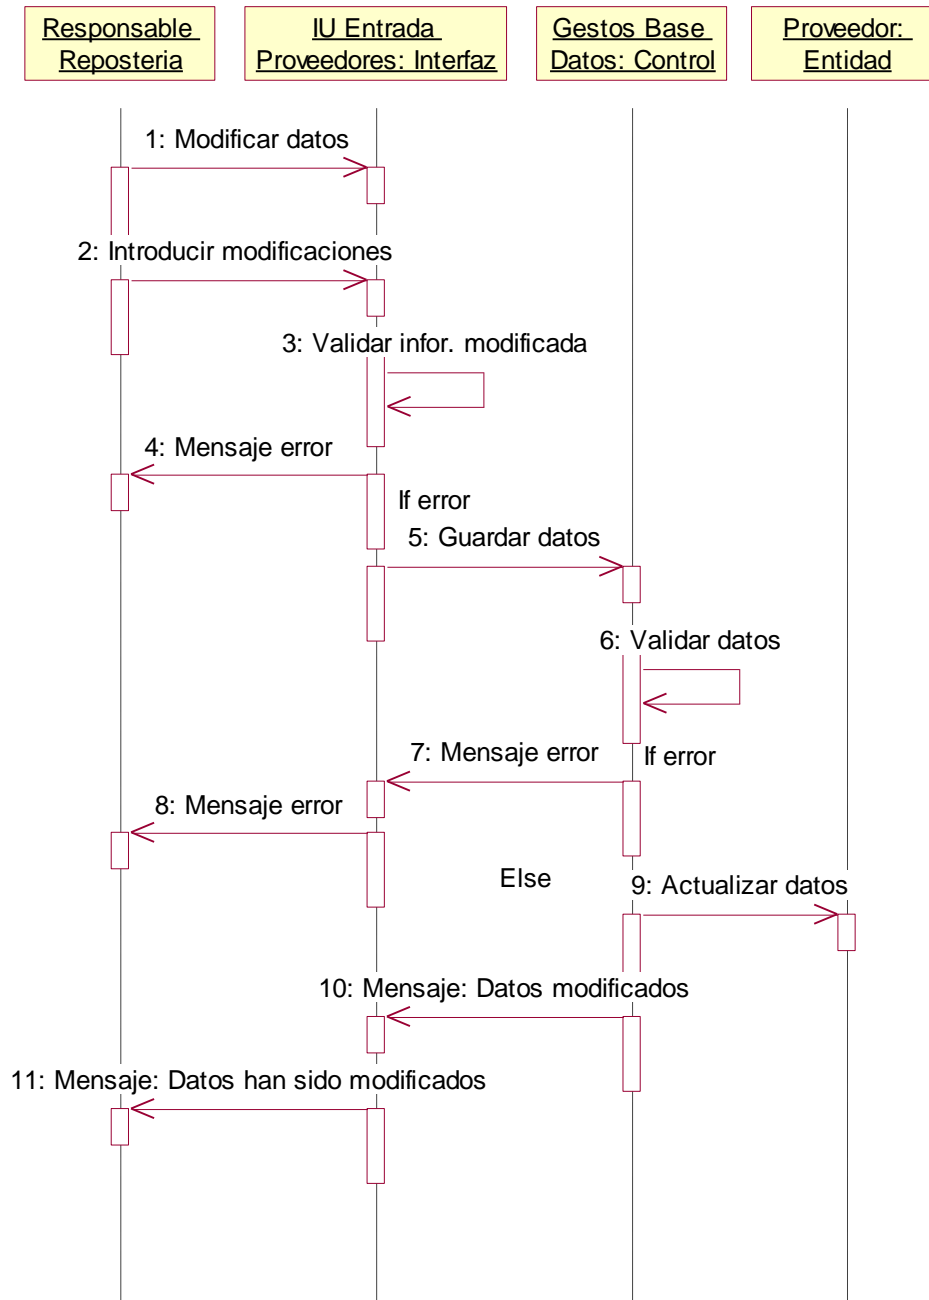 Responsable
Reposteria
IU Entrada
Proveedores: Interfaz
Gestos Base
Datos: Control
Proveedor:
Entidad
1: Modificar datos
2: Introducir modificaciones
3: Validar infor. modificada
4: Mensaje error
If error
5: Guardar datos
6: Validar datos
7: Mensaje error
If error
8: Mensaje error
Else
9: Actualizar datos
10: Mensaje: Datos modificados
11: Mensaje: Datos han sido modificados